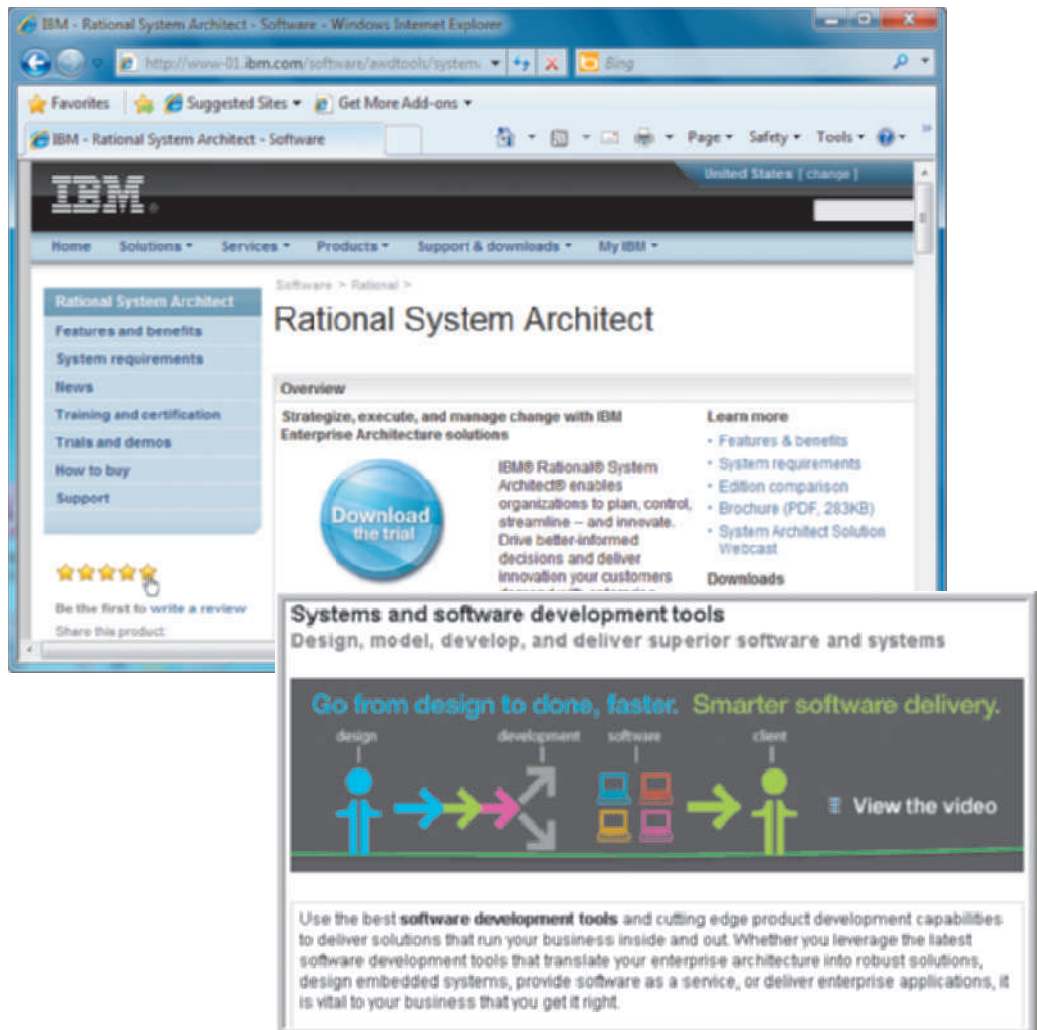 IBM - Rational System Architect - Software - Windows Internet Explorer
http://www-01.ibm.com/software/awdtools/system
Bing
Favorites
Suggested Sites
Get More Add-ons
IBM - Rational System Architect - Software
Page
Safety
Tools
United States [ change ]
IBM
Home
Solutions
Services
Products
Support & downloads
My IBM
Software > Rational >
Rational System Architect
Rational System Architect
Features and benefits
System requirements
News
Training and certification
Trials and demos
How to buy
Support
Be the first to write a review
Share this product
Overview
Strategize, execute, and manage change with IBM
Enterprise Architecture solutions
Download
the trial
IBM® Rational® System
Architect® enables
organizations to plan, control,
streamline – and innovate.
Drive better-informed
decisions and deliver
innovation your customers
Learn more
• Features & benefits
• System requirements
• Edition comparison
• Brochure (PDF, 283KB)
• System Architect Solution
Webcast
Downloads
Systems and software development tools
Design, model, develop, and deliver superior software and systems
Go from design to done, faster. Smarter software delivery.
design
development
software
client
View the video
Use the best software development tools and cutting edge product development capabilities
to deliver solutions that run your business inside and out. Whether you leverage the latest
software development tools that translate your enterprise architecture into robust solutions,
design embedded systems, provide software as a service, or deliver enterprise applications, it
is vital to your business that you get it right.